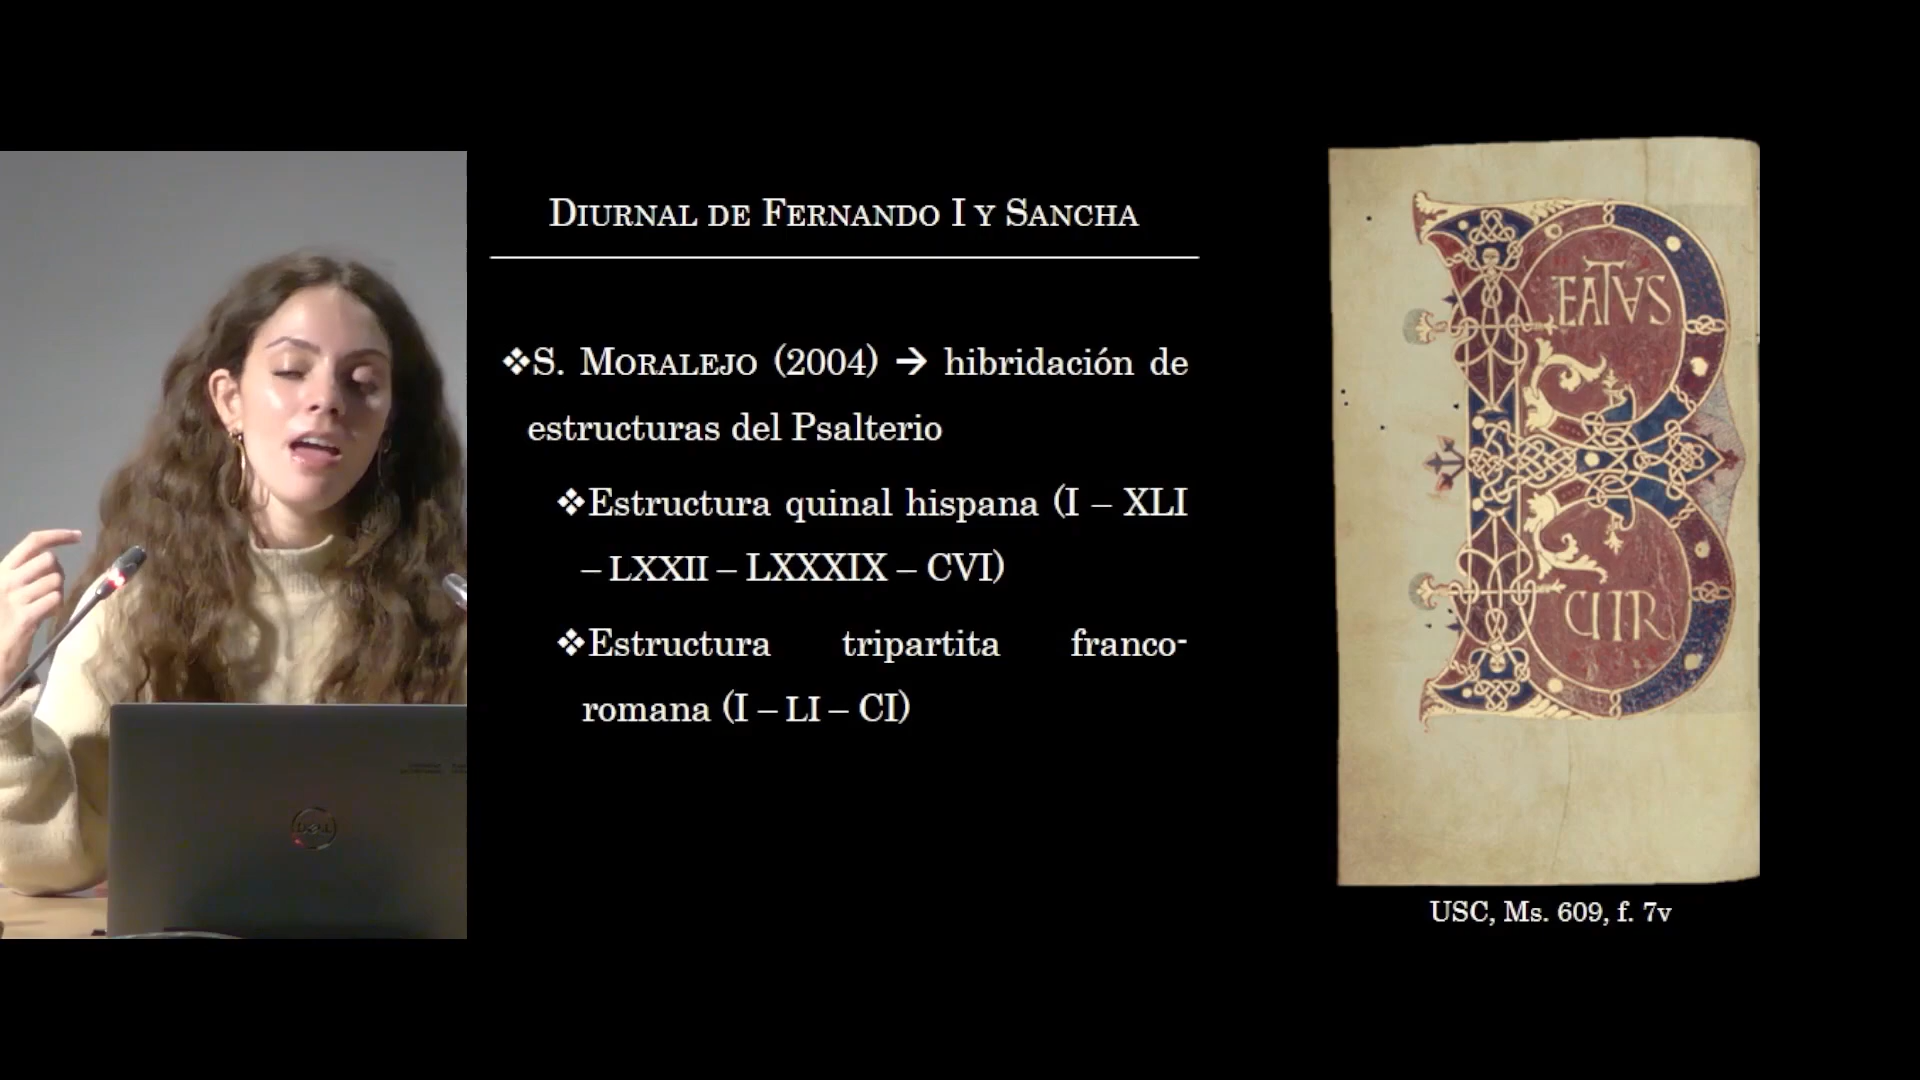 DIURNAL DE FERNANDO I Y SANCHA
❖S. MORALEJO (2004) → hibridación de
estructuras del Psalterio
❖Estructura quinal hispana (I – XLI
– LXXII – LXXXIX – CVI)
❖Estructura tripartita franco-
romana (I – LI – CI)
EATVS
UIR
USC, Ms. 609, f. 7v
DELL